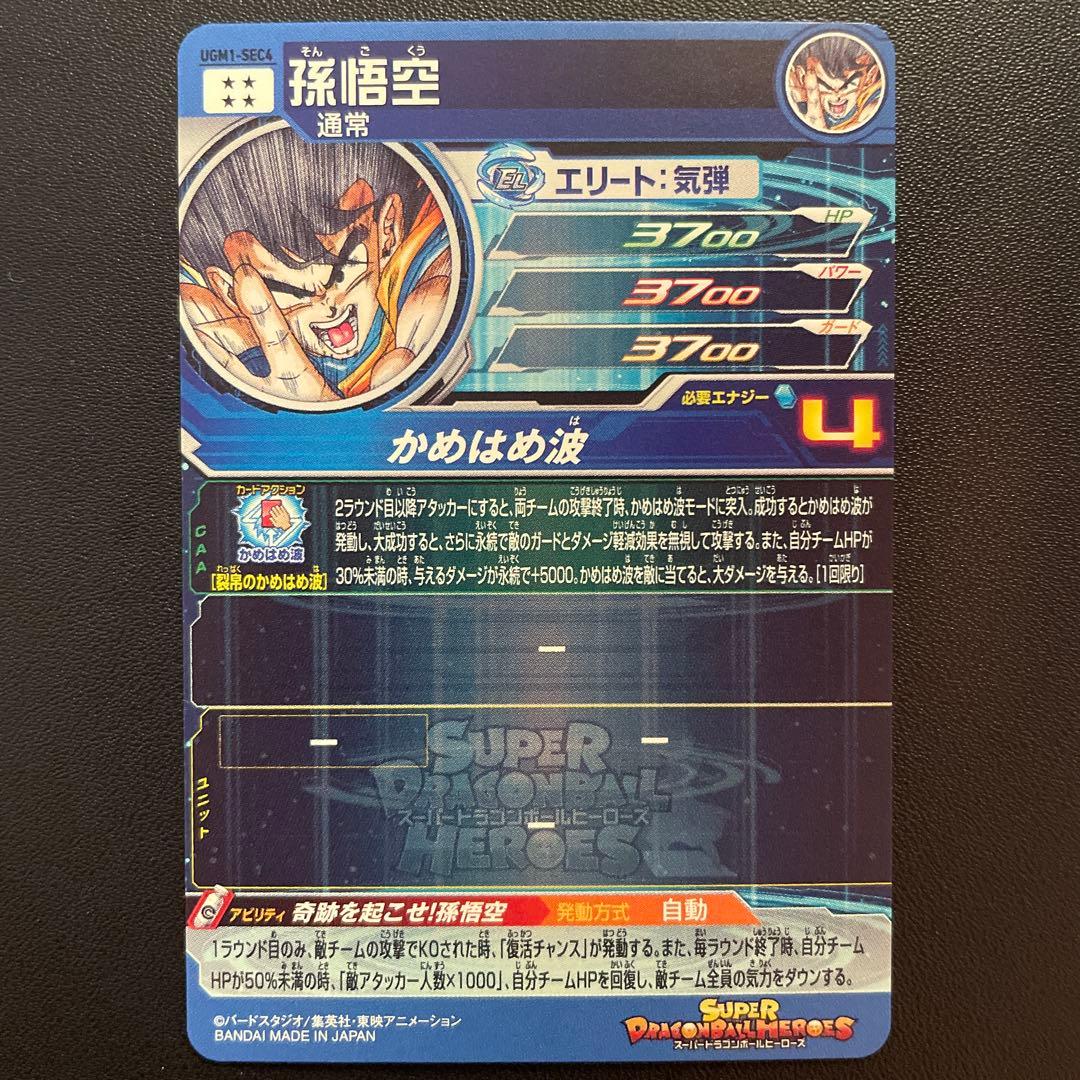 UGM1-SEC4
そん ご くう
孫悟空
通常
EL エリート:気弾
HP
3700
パワー
3700
ガード
3700
必要エナジー 4
は
かめはめ波
CAA
カードアクション
かめはめ波
れっぱく は
[裂帛のかめはめ波]
2ラウンド目以降アタッカーにすると、両チームの攻撃終了時、かめはめ波モードに突入。成功するとかめはめ波が
発動し、大成功すると、さらに永続で敵のガードとダメージ軽減効果を無視して攻撃する。また、自分チームHPが
30%未満の時、与えるダメージが永続で+5000。かめはめ波を敵に当てると、大ダメージを与える。[1回限り]
ー
ユニット
ー ー
ー
SUPER
DRAGONBALL
スーパードラゴンボールヒーローズ
HEROES
アビリティ 奇跡を起こせ!孫悟空 発動方式 自動
1ラウンド目のみ、敵チームの攻撃でKOされた時、「復活チャンス」が発動する。また、毎ラウンド終了時、自分チーム
HPが50%未満の時、「敵アタッカー人数×1000」、自分チームHPを回復し、敵チーム全員の気力をダウンする。
©バードスタジオ/集英社・東映アニメーション
BANDAI MADE IN JAPAN
SUPER
DRAGONBALL HEROES
スーパードラゴンボールヒーローズ